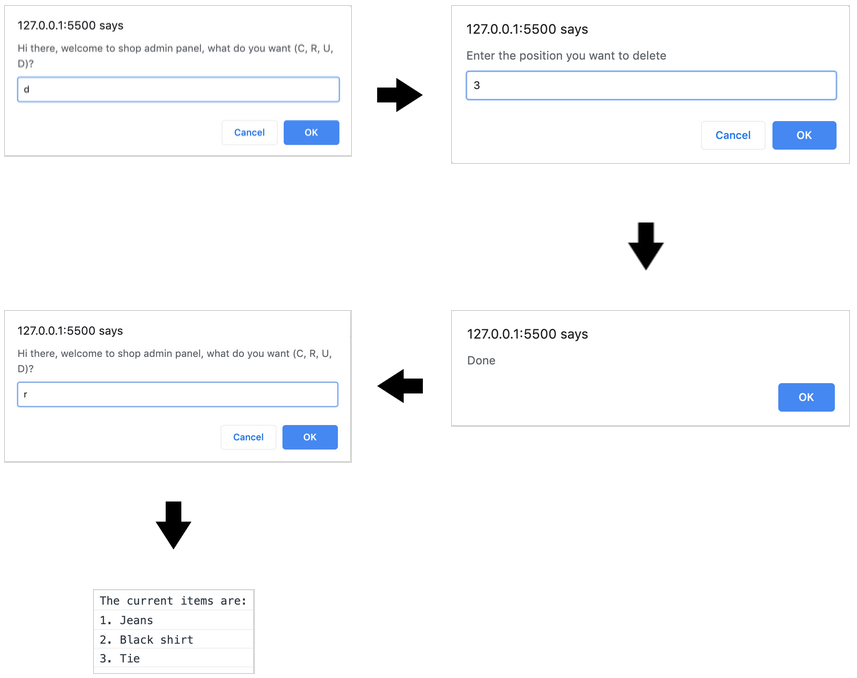 127.0.0.1:5500 says
Hi there, welcome to shop admin panel, what do you want (C, R, U,
D)?
d
Cancel
OK
127.0.0.1:5500 says
Enter the position you want to delete
3
Cancel
OK
127.0.0.1:5500 says
Done
OK
127.0.0.1:5500 says
Hi there, welcome to shop admin panel, what do you want (C, R, U,
D)?
r
Cancel
OK
The current items are:
1. Jeans
2. Black shirt
3. Tie